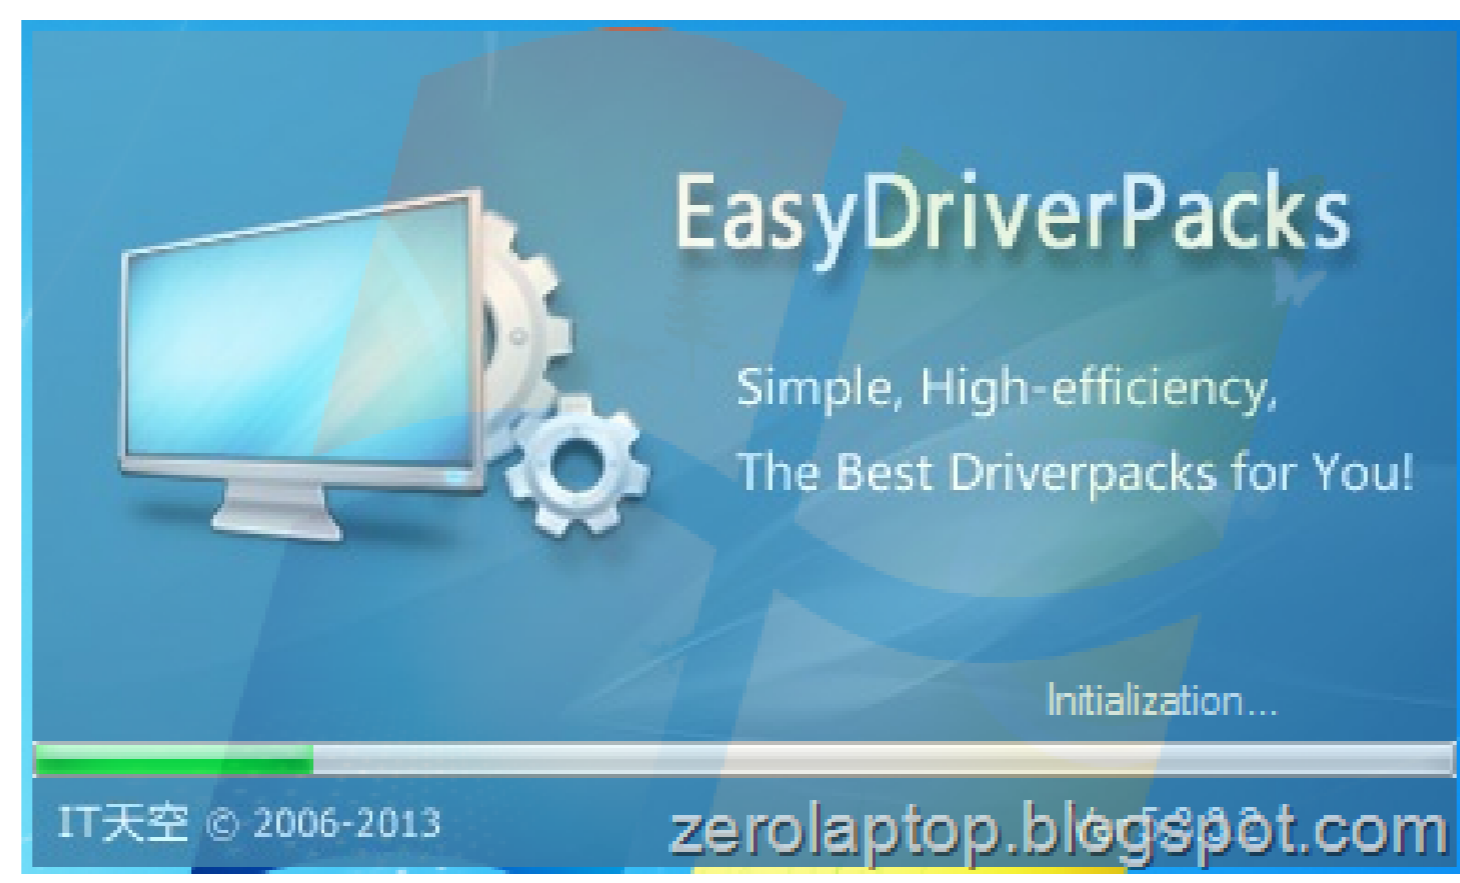 EasyDriverPacks
Simple, High-efficiency,
The Best Driverpacks for You!
Initialization...
IT天空 © 2006-2013
zerolaptop.blogspot.com